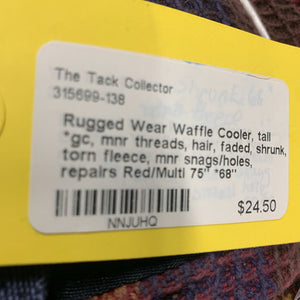 The Tack Collector
315699-138
Rugged Wear Waffle Cooler, tall
*gc, mnr threads, hair, faded, shrunk,
torn fleece, mnr snags/holes,
repairs Red/Multi 75" *68"
NNJUHQ
$24.50